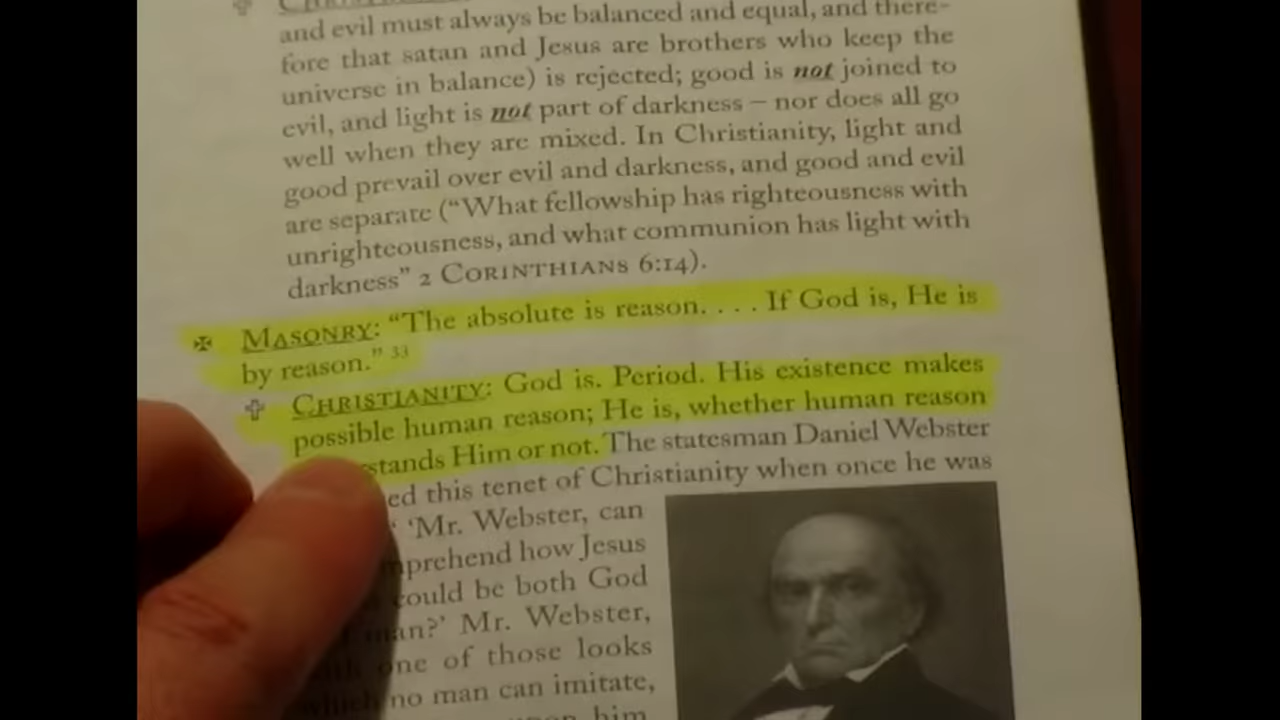 and evil must always be balanced and equal, and there-
fore that satan and Jesus are brothers who keep the
universe in balance) is rejected; good is not joined to
evil, and light is not part of darkness – nor does all go
well when they are mixed. In Christianity, light and
good prevail over evil and darkness, and good and evil
are separate (“What fellowship has righteousness with
unrighteousness, and what communion has light with
darkness” 2 CORINTHIANS 6:14).
✠ MASONRY: “The absolute is reason. . . . If God is, He is
by reason.” 33
✞ CHRISTIANITY: God is. Period. His existence makes
possible human reason; He is, whether human reason
stands Him or not. The statesman Daniel Webster
ed this tenet of Christianity when once he was
‘Mr. Webster, can
mprehend how Jesus
could be both God
man?’ Mr. Webster,
one of those looks
no man can imitate,
him